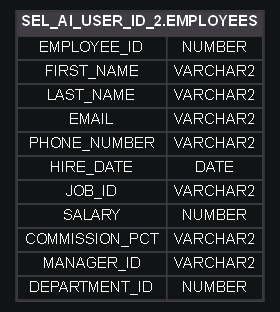 SEL_AI_USER_ID_2.EMPLOYEES
EMPLOYEE_ID NUMBER
FIRST_NAME VARCHAR2
LAST_NAME VARCHAR2
EMAIL VARCHAR2
PHONE_NUMBER VARCHAR2
HIRE_DATE DATE
JOB_ID VARCHAR2
SALARY NUMBER
COMMISSION_PCT VARCHAR2
MANAGER_ID VARCHAR2
DEPARTMENT_ID NUMBER